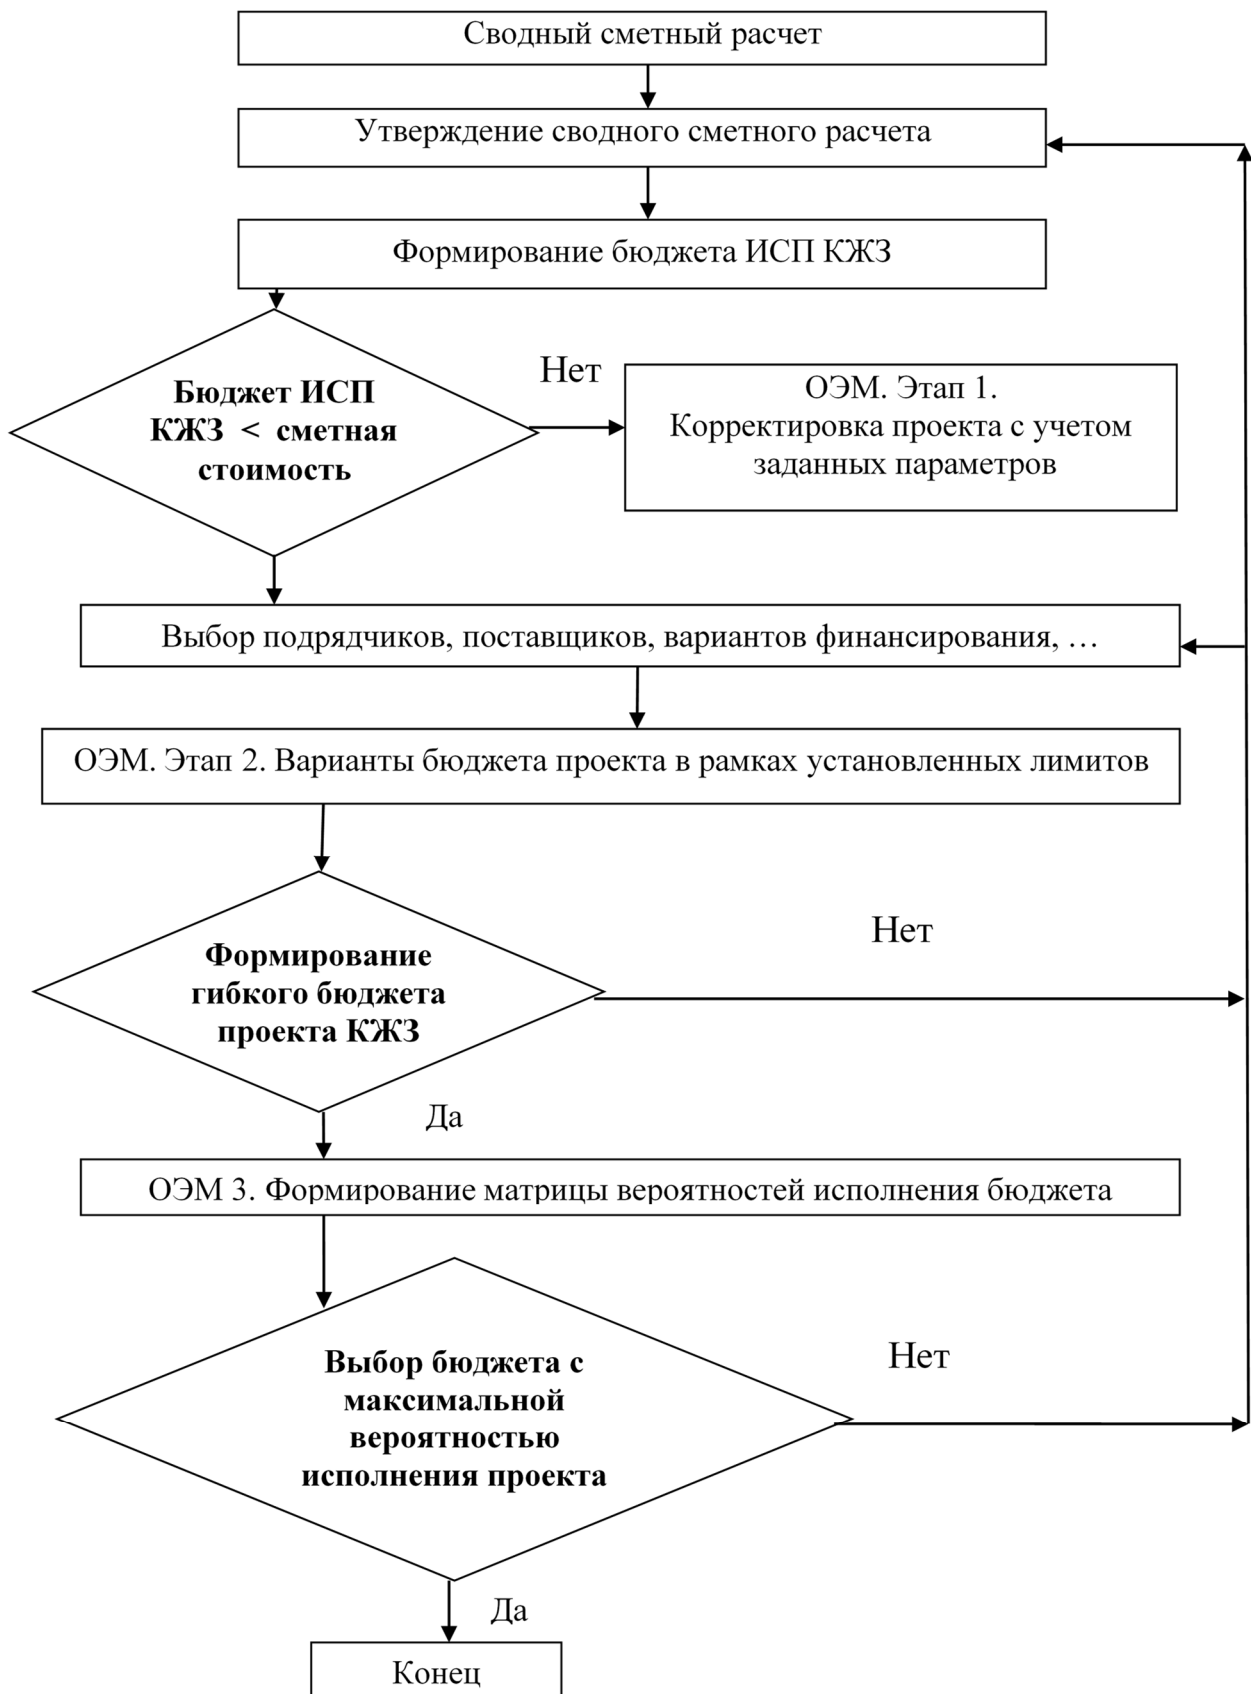 Сводный сметный расчет
Утверждение сводного сметного расчета
Формирование бюджета ИСП КЖЗ
Бюджет ИСП
КЖЗ < сметная
стоимость
Нет
ОЭМ. Этап 1.
Корректировка проекта с учетом
заданных параметров
Выбор подрядчиков, поставщиков, вариантов финансирования, …
ОЭМ. Этап 2. Варианты бюджета проекта в рамках установленных лимитов
Формирование
гибкого бюджета
проекта КЖЗ
Нет
Да
ОЭМ 3. Формирование матрицы вероятностей исполнения бюджета
Выбор бюджета с
максимальной
вероятностью
исполнения проекта
Нет
Да
Конец